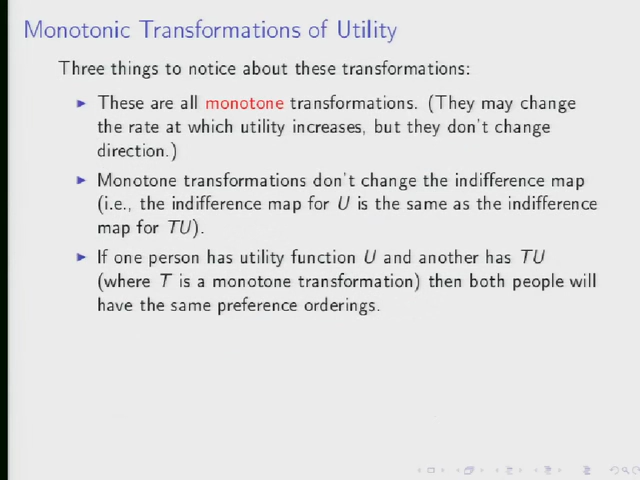 Monotonic Transformations of Utility
Three things to notice about these transformations:
▶ These are all monotone transformations. (They may change
the rate at which utility increases, but they don't change
direction.)
▶ Monotone transformations don't change the indifference map
(i.e., the indifference map for U is the same as the indifference
map for TU).
▶ If one person has utility function U and another has TU
(where T is a monotone transformation) then both people will
have the same preference orderings.